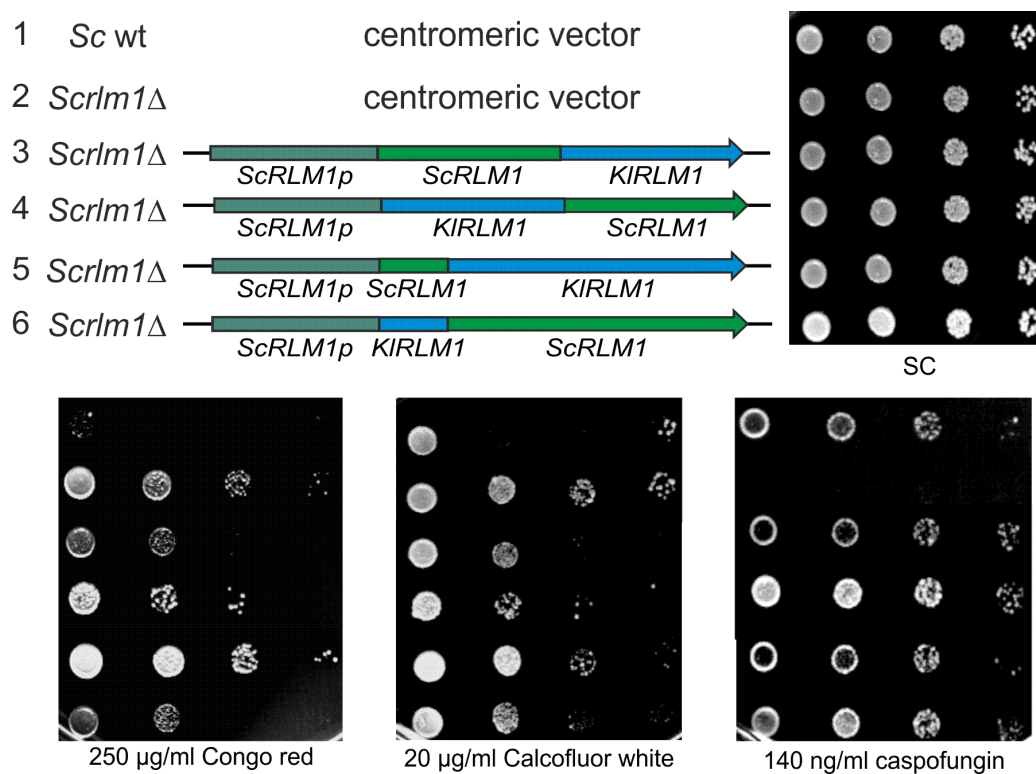 1 Sc wt centromeric vector
2 Scrlm1Δ centromeric vector
3 Scrlm1Δ
ScRLM1p ScRLM1 KlRLM1
4 Scrlm1Δ
ScRLM1p KlRLM1 ScRLM1
5 Scrlm1Δ
ScRLM1p ScRLM1 KlRLM1
6 Scrlm1Δ
ScRLM1p KlRLM1 ScRLM1
SC
250 µg/ml Congo red
20 µg/ml Calcofluor white
140 ng/ml caspofungin